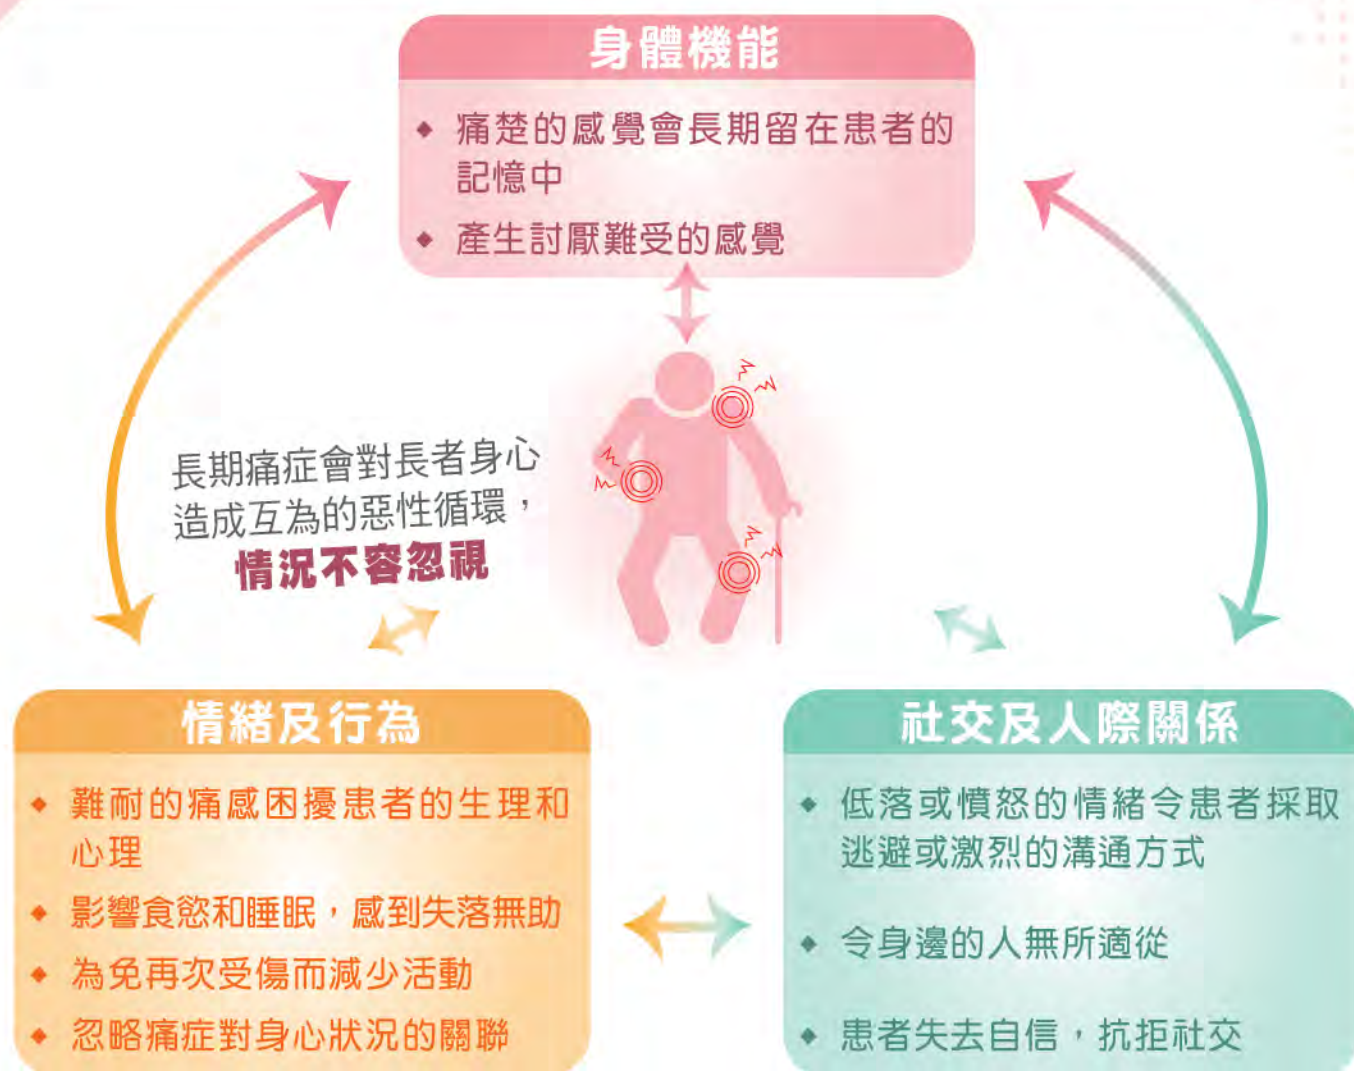 身體機能
◆ 痛楚的感覺會長期留在患者的
記憶中
◆ 產生討厭難受的感覺
長期痛症會對長者身心
造成互為的惡性循環，
情況不容忽視
情緒及行為
◆ 難耐的痛感困擾患者的生理和
心理
◆ 影響食慾和睡眠，感到失落無助
◆ 為免再次受傷而減少活動
◆ 忽略痛症對身心狀況的關聯
社交及人際關係
◆ 低落或憤怒的情緒令患者採取
逃避或激烈的溝通方式
◆ 令身邊的人無所適從
◆ 患者失去自信，抗拒社交